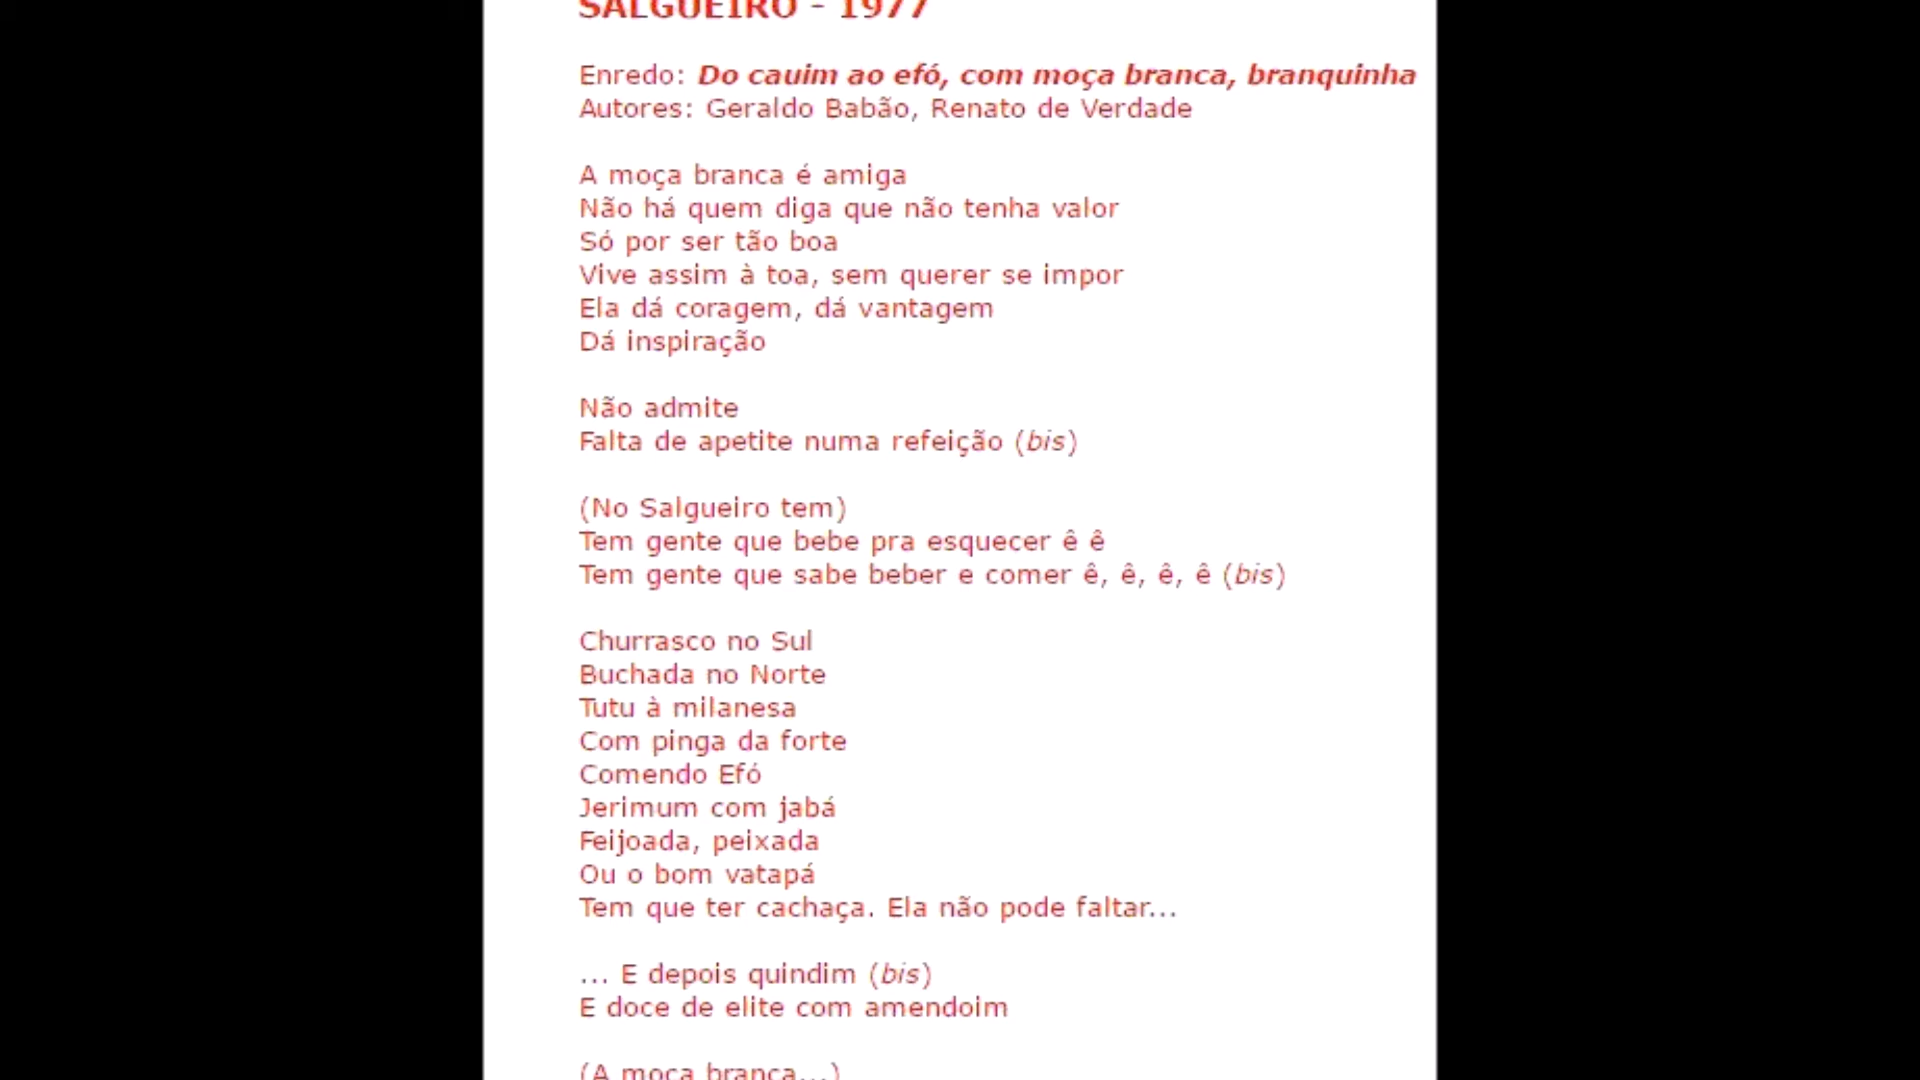 SALGUEIRO - 1977
Enredo: Do cauim ao efó, com moça branca, branquinha
Autores: Geraldo Babão, Renato de Verdade
A moça branca é amiga
Não há quem diga que não tenha valor
Só por ser tão boa
Vive assim à toa, sem querer se impor
Ela dá coragem, dá vantagem
Dá inspiração
Não admite
Falta de apetite numa refeição (bis)
(No Salgueiro tem)
Tem gente que bebe pra esquecer ê ê
Tem gente que sabe beber e comer ê, ê, ê, ê (bis)
Churrasco no Sul
Buchada no Norte
Tutu à milanesa
Com pinga da forte
Comendo Efó
Jerimum com jabá
Feijoada, peixada
Ou o bom vatapá
Tem que ter cachaça. Ela não pode faltar...
... E depois quindim (bis)
E doce de elite com amendoim
(A moça branca...)